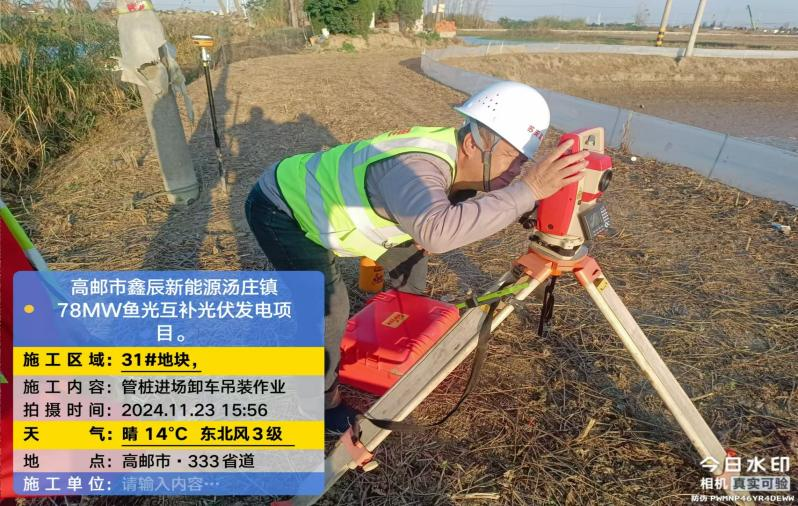 高邮市鑫辰新能源汤庄镇
78MW鱼光互补光伏发电项
目。
施工区域：31#地块，
施工内容：管桩进场卸车吊装作业
拍摄时间：2024.11.23 15:56
天 气：晴 14℃ 东北风3级
地 点：高邮市·333省道
施工单位：请输入内容…
今日水印
相机 真实可验
防伪 PWMNP46YR4DEWW